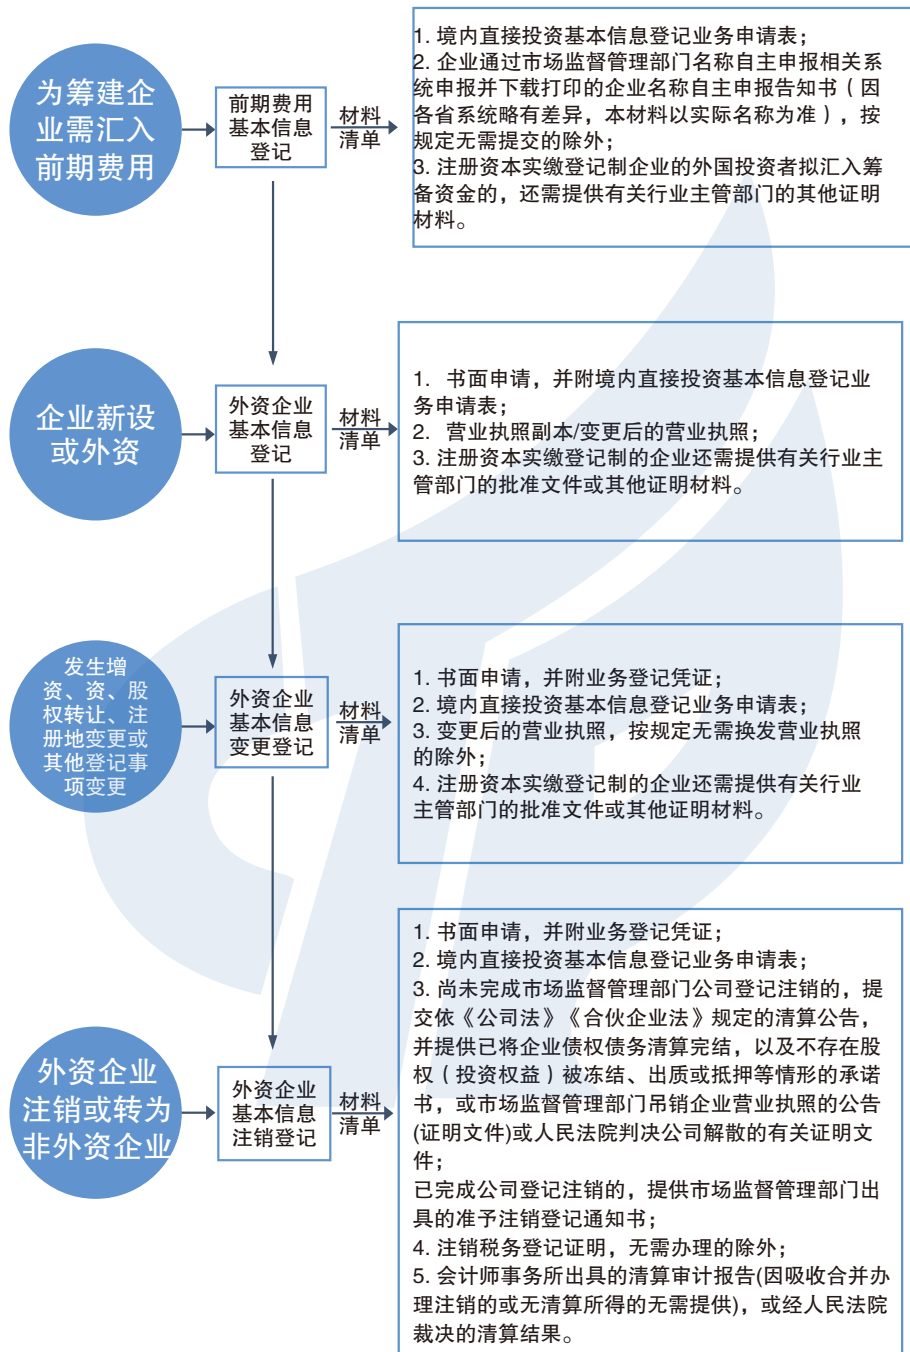 为筹建企
业需汇入
前期费用
前期费用
基本信息
登记
材料
清单
1. 境内直接投资基本信息登记业务申请表；
2. 企业通过市场监督管理部门名称自主申报相关系
统申报并下载打印的企业名称自主申报告知书（因
各省系统略有差异，本材料以实际名称为准），按
规定无需提交的除外；
3. 注册资本实缴登记制企业的外国投资者拟汇入筹
备资金的，还需提供有关行业主管部门的其他证明
材料。
企业新设
或外资
外资企业
基本信息
登记
材料
清单
1. 书面申请，并附境内直接投资基本信息登记业
务申请表；
2. 营业执照副本/变更后的营业执照；
3. 注册资本实缴登记制的企业还需提供有关行业主
管部门的批准文件或其他证明材料。
发生增
资、资、股
权转让、注
册地变更或
其他登记事
项变更
外资企业
基本信息
变更登记
材料
清单
1. 书面申请，并附业务登记凭证；
2. 境内直接投资基本信息登记业务申请表；
3. 变更后的营业执照，按规定无需换发营业执照
的除外；
4. 注册资本实缴登记制的企业还需提供有关行业
主管部门的批准文件或其他证明材料。
外资企业
注销或转为
非外资企业
外资企业
基本信息
注销登记
材料
清单
1. 书面申请，并附业务登记凭证；
2. 境内直接投资基本信息登记业务申请表；
3. 尚未完成市场监督管理部门公司登记注销的，提
交依《公司法》《合伙企业法》规定的清算公告，
并提供已将企业债权债务清算完结，以及不存在股
权（投资权益）被冻结、出质或抵押等情形的承诺
书，或市场监督管理部门吊销企业营业执照的公告
(证明文件)或人民法院判决公司解散的有关证明文
件；
已完成公司登记注销的，提供市场监督管理部门出
具的准予注销登记通知书；
4. 注销税务登记证明，无需办理的除外；
5. 会计师事务所出具的清算审计报告(因吸收合并办
理注销的或无清算所得的无需提供)，或经人民法院
裁决的清算结果。